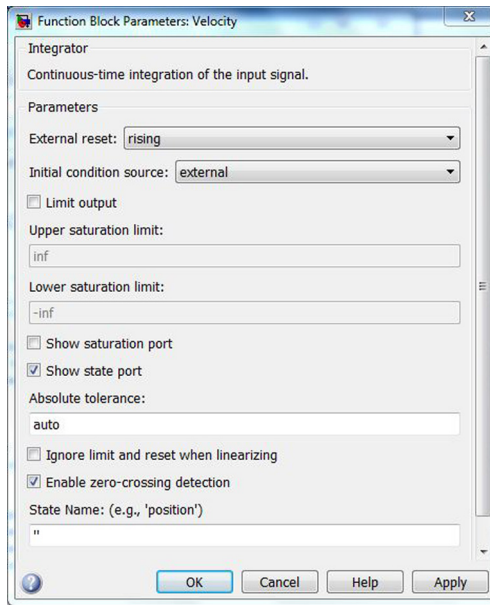 Function Block Parameters: Velocity
Integrator
Continuous-time integration of the input signal.
Parameters
External reset: rising
Initial condition source: external
Limit output
Upper saturation limit:
inf
Lower saturation limit:
-inf
Show saturation port
Show state port
Absolute tolerance:
auto
Ignore limit and reset when linearizing
Enable zero-crossing detection
State Name: (e.g., 'position')
''
OK Cancel Help Apply